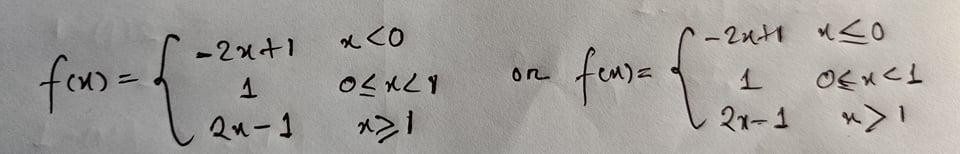 f(x) = { -2x+1 x<0
1 0≤x<1
2x-1 x≥1
or f(x) = { -2x+1 x≤0
1 0≤x<1
2x-1 x>1